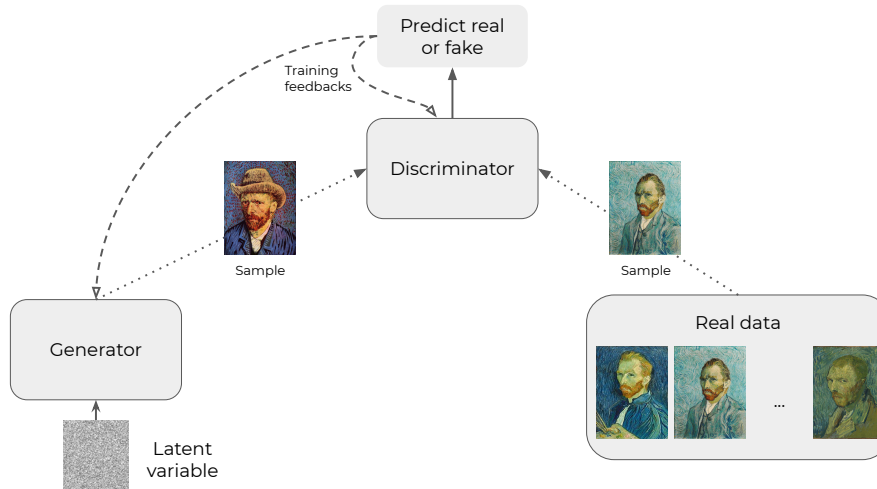 Predict real
or fake
Training
feedbacks
Discriminator
Sample
Sample
Generator
Real data
...
Latent
variable